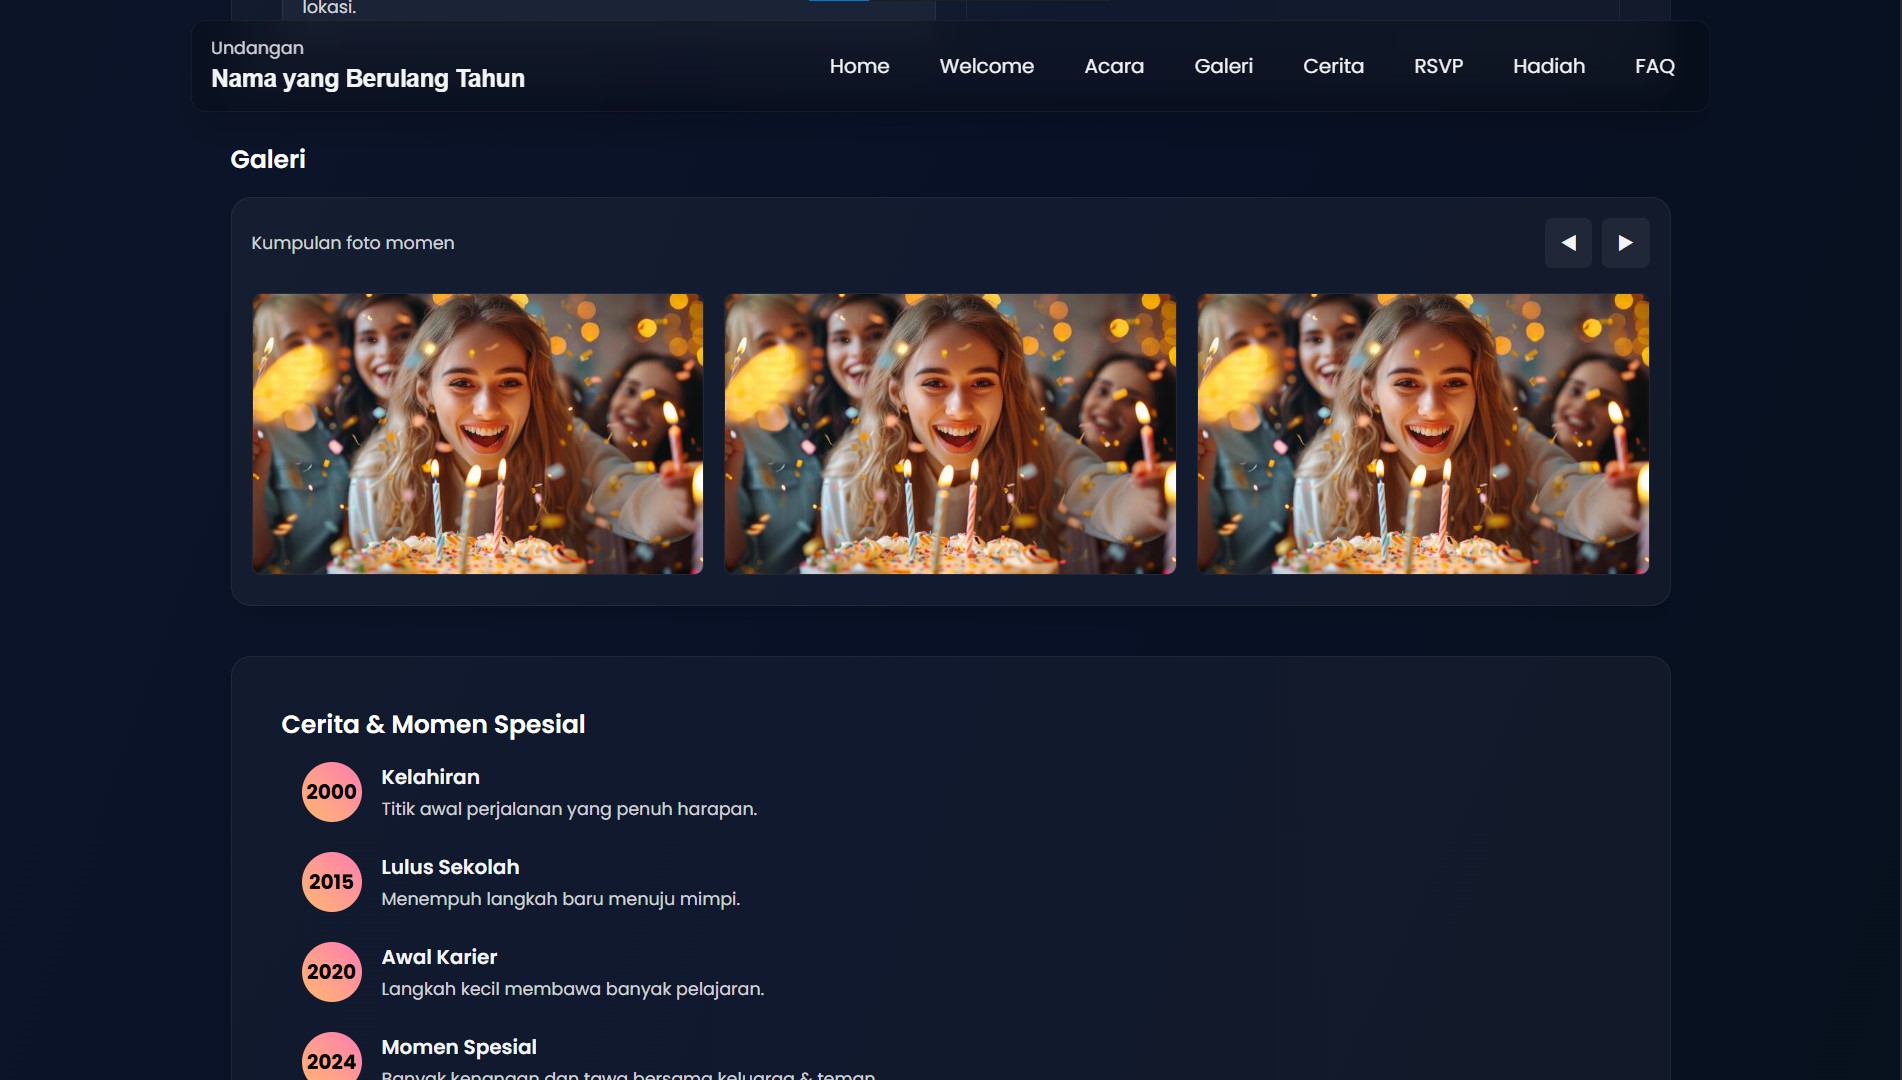 lokasi.
Undangan
Nama yang Berulang Tahun
Home Welcome Acara Galeri Cerita RSVP Hadiah FAQ
Galeri
Kumpulan foto momen
Cerita & Momen Spesial
2000
Kelahiran
Titik awal perjalanan yang penuh harapan.
2015
Lulus Sekolah
Menempuh langkah baru menuju mimpi.
2020
Awal Karier
Langkah kecil membawa banyak pelajaran.
2024
Momen Spesial
Banyak kenangan dan tawa bersama keluarga & teman.